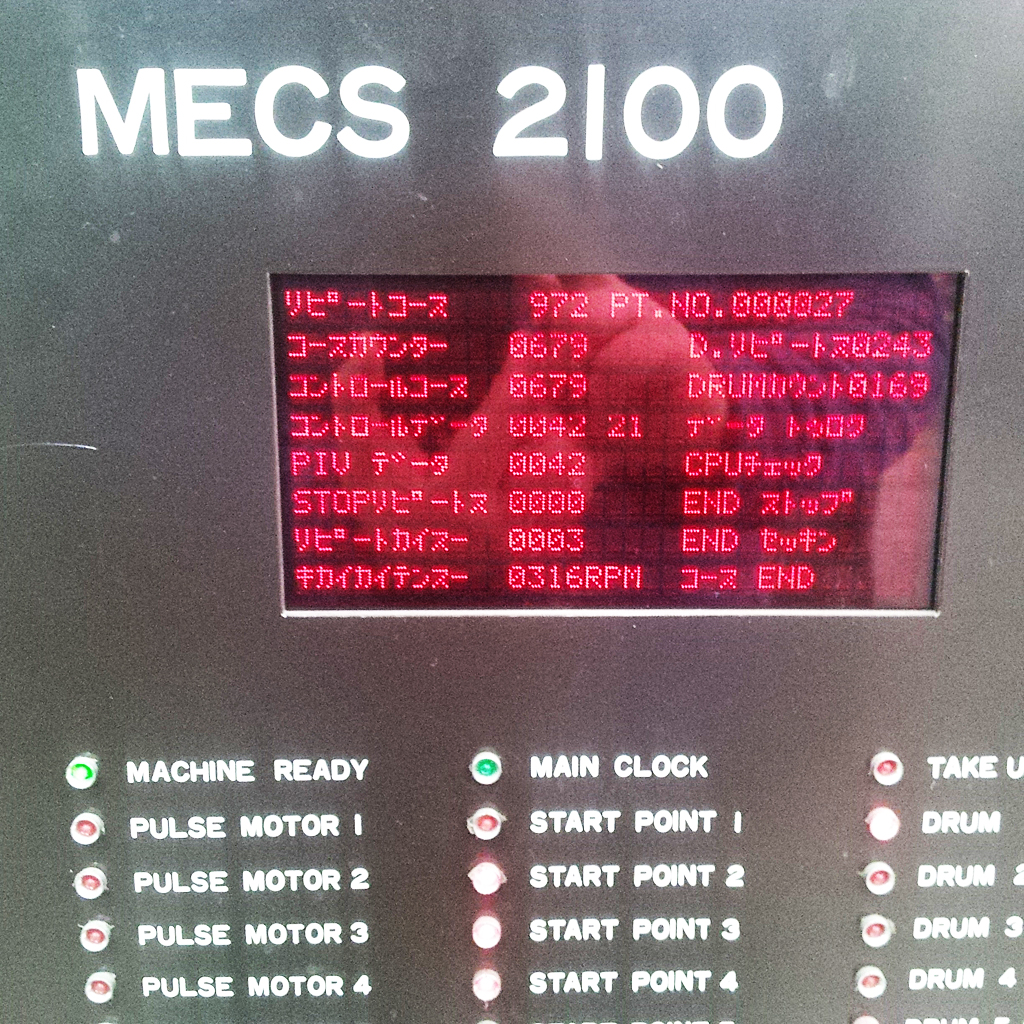 MECS 2100
リピートコース 972 PT.NO.000027
コースカウンター 0679 D.リピートス0243
コントロールコース 0679 DRUMカウント0169
コントロールデータ 0042 21 データ トゥロク
PIV データ 0042 CPUチェック
STOPリピートス 0000 END ストップ
リピートカイスー 0003 END セッキン
キカイカイテンスー 0316RPM コース END
MACHINE READY MAIN CLOCK TAKE U
PULSE MOTOR 1 START POINT 1 DRUM
PULSE MOTOR 2 START POINT 2 DRUM 2
PULSE MOTOR 3 START POINT 3 DRUM 3
PULSE MOTOR 4 START POINT 4 DRUM 4